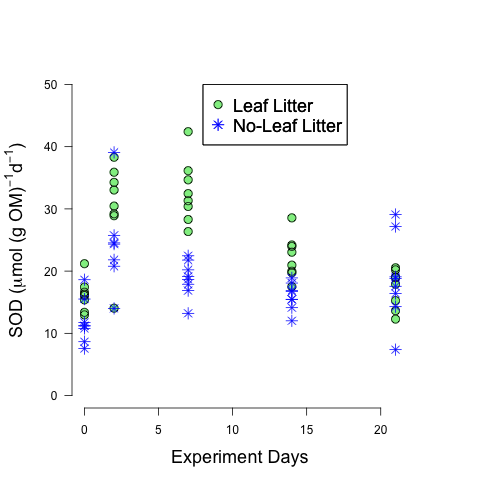 Leaf Litter
No-Leaf Litter
50
40
30
20
10
0
SOD (μmol (g OM)⁻¹d⁻¹)
0 5 10 15 20
Experiment Days